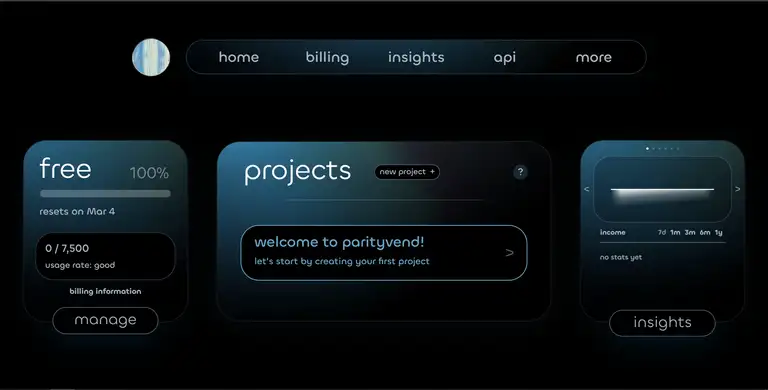 home billing insights api more
free 100%
resets on Mar 4
0 / 7,500
usage rate: good
billing information
manage
projects new project + ?
welcome to parityvend!
let's start by creating your first project
>
< >
income 7d 1m 3m 6m 1y
no stats yet
insights